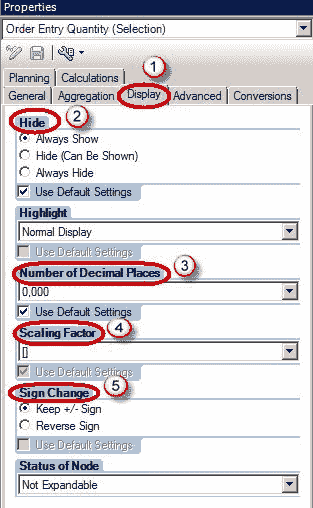 Properties
Order Entry Quantity (Selection)
1
Planning Calculations
General Aggregation Display Advanced Conversions
Hide 2
Always Show
Hide (Can Be Shown)
Always Hide
Use Default Settings
Highlight
Normal Display
Use Default Settings
Number of Decimal Places 3
0,000
Use Default Settings
Scaling Factor 4
[]
Use Default Settings
Sign Change 5
Keep +/- Sign
Reverse Sign
Use Default Settings
Status of Node
Not Expandable